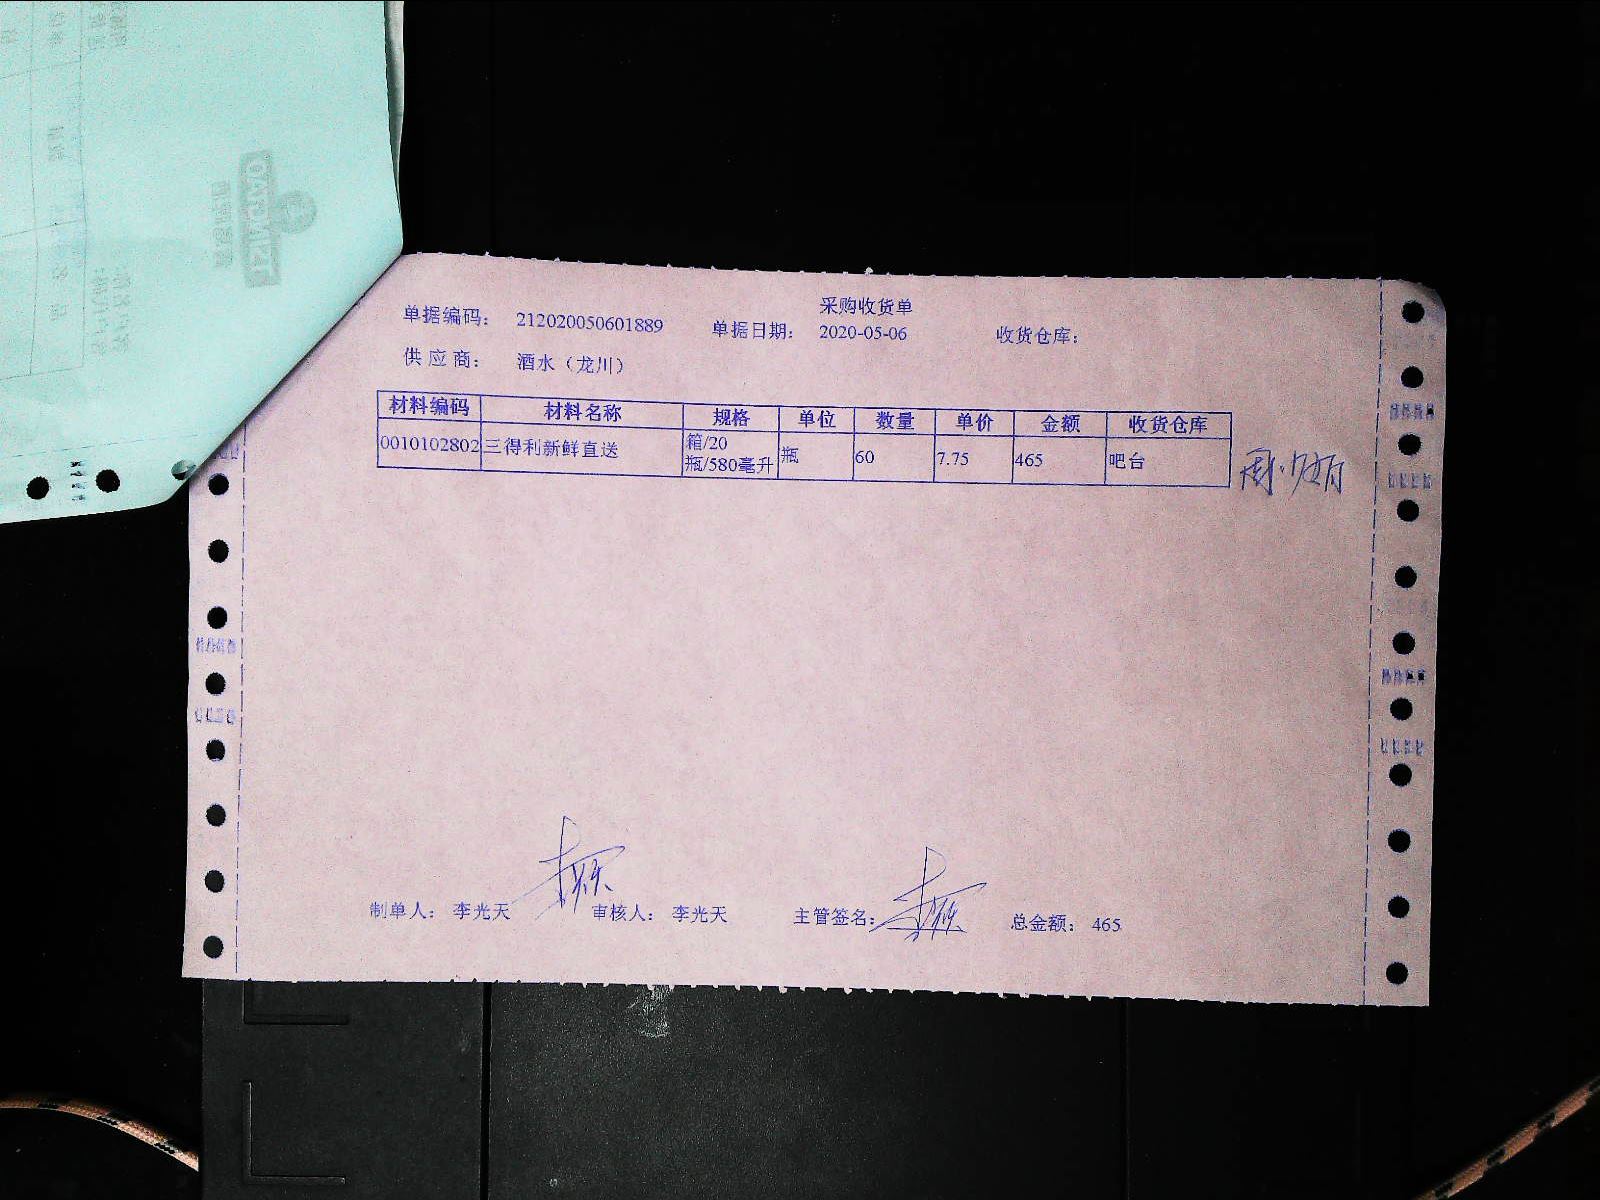 采购收货单
单据编码： 212020050601889 单据日期： 2020-05-06 收货仓库：
供 应 商： 酒水（龙川）
材料编码 材料名称 规格 单位 数量 单价 金额 收货仓库
0010102802 三得利新鲜直送 箱/20瓶/580毫升 瓶 60 7.75 465 吧台
制单人： 李光天 审核人： 李光天 主管签名： 总金额： 465